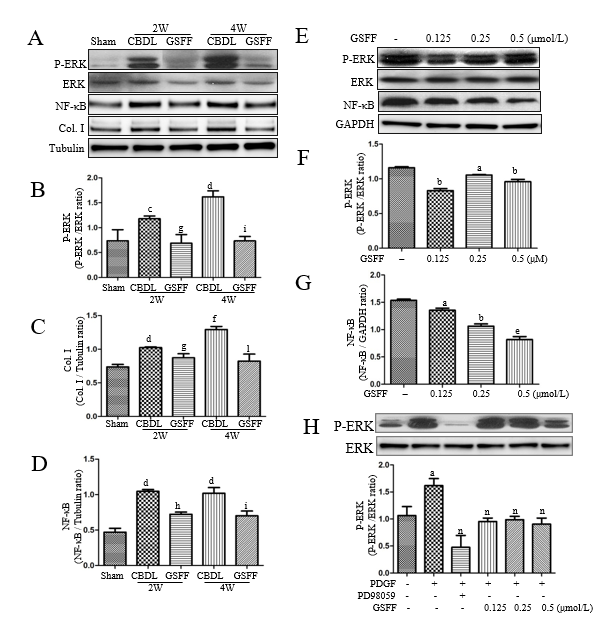 A
2W 4W
Sham CBDL GSFF CBDL GSFF
P-ERK
ERK
NF-κB
Col. I
Tubulin
B
P-ERK
(P-ERK /ERK ratio)
2.0
1.5
1.0
0.5
0.0
c g d i
Sham CBDL GSFF CBDL GSFF
2W 4W
C
Col. I
(Col. I / Tubulin ratio)
1.5
1.0
0.5
0.0
d g f l
Sham CBDL GSFF CBDL GSFF
2W 4W
D
NF-κB
(NF-κB / Tubulin ratio)
1.5
1.0
0.5
0.0
d h d i
Sham CBDL GSFF CBDL GSFF
2W 4W
E
GSFF - 0.125 0.25 0.5 (μmol/L)
P-ERK
ERK
NF-κB
GAPDH
F
P-ERK
(P-ERK /ERK ratio)
1.5
1.0
0.5
0.0
b a b
GSFF – 0.125 0.25 0.5 (μM)
G
NF-κB
(NF-κB / GAPDH ratio)
2.0
1.5
1.0
0.5
0.0
a b e
GSFF – 0.125 0.25 0.5 (μmol/L)
H
P-ERK
ERK
P-ERK
(P-ERK /ERK ratio)
2.0
1.5
1.0
0.5
0.0
a n n n n
PDGF - + + + + +
PD98059 - - + - - -
GSFF - - - 0.125 0.25 0.5 (μmol/L)